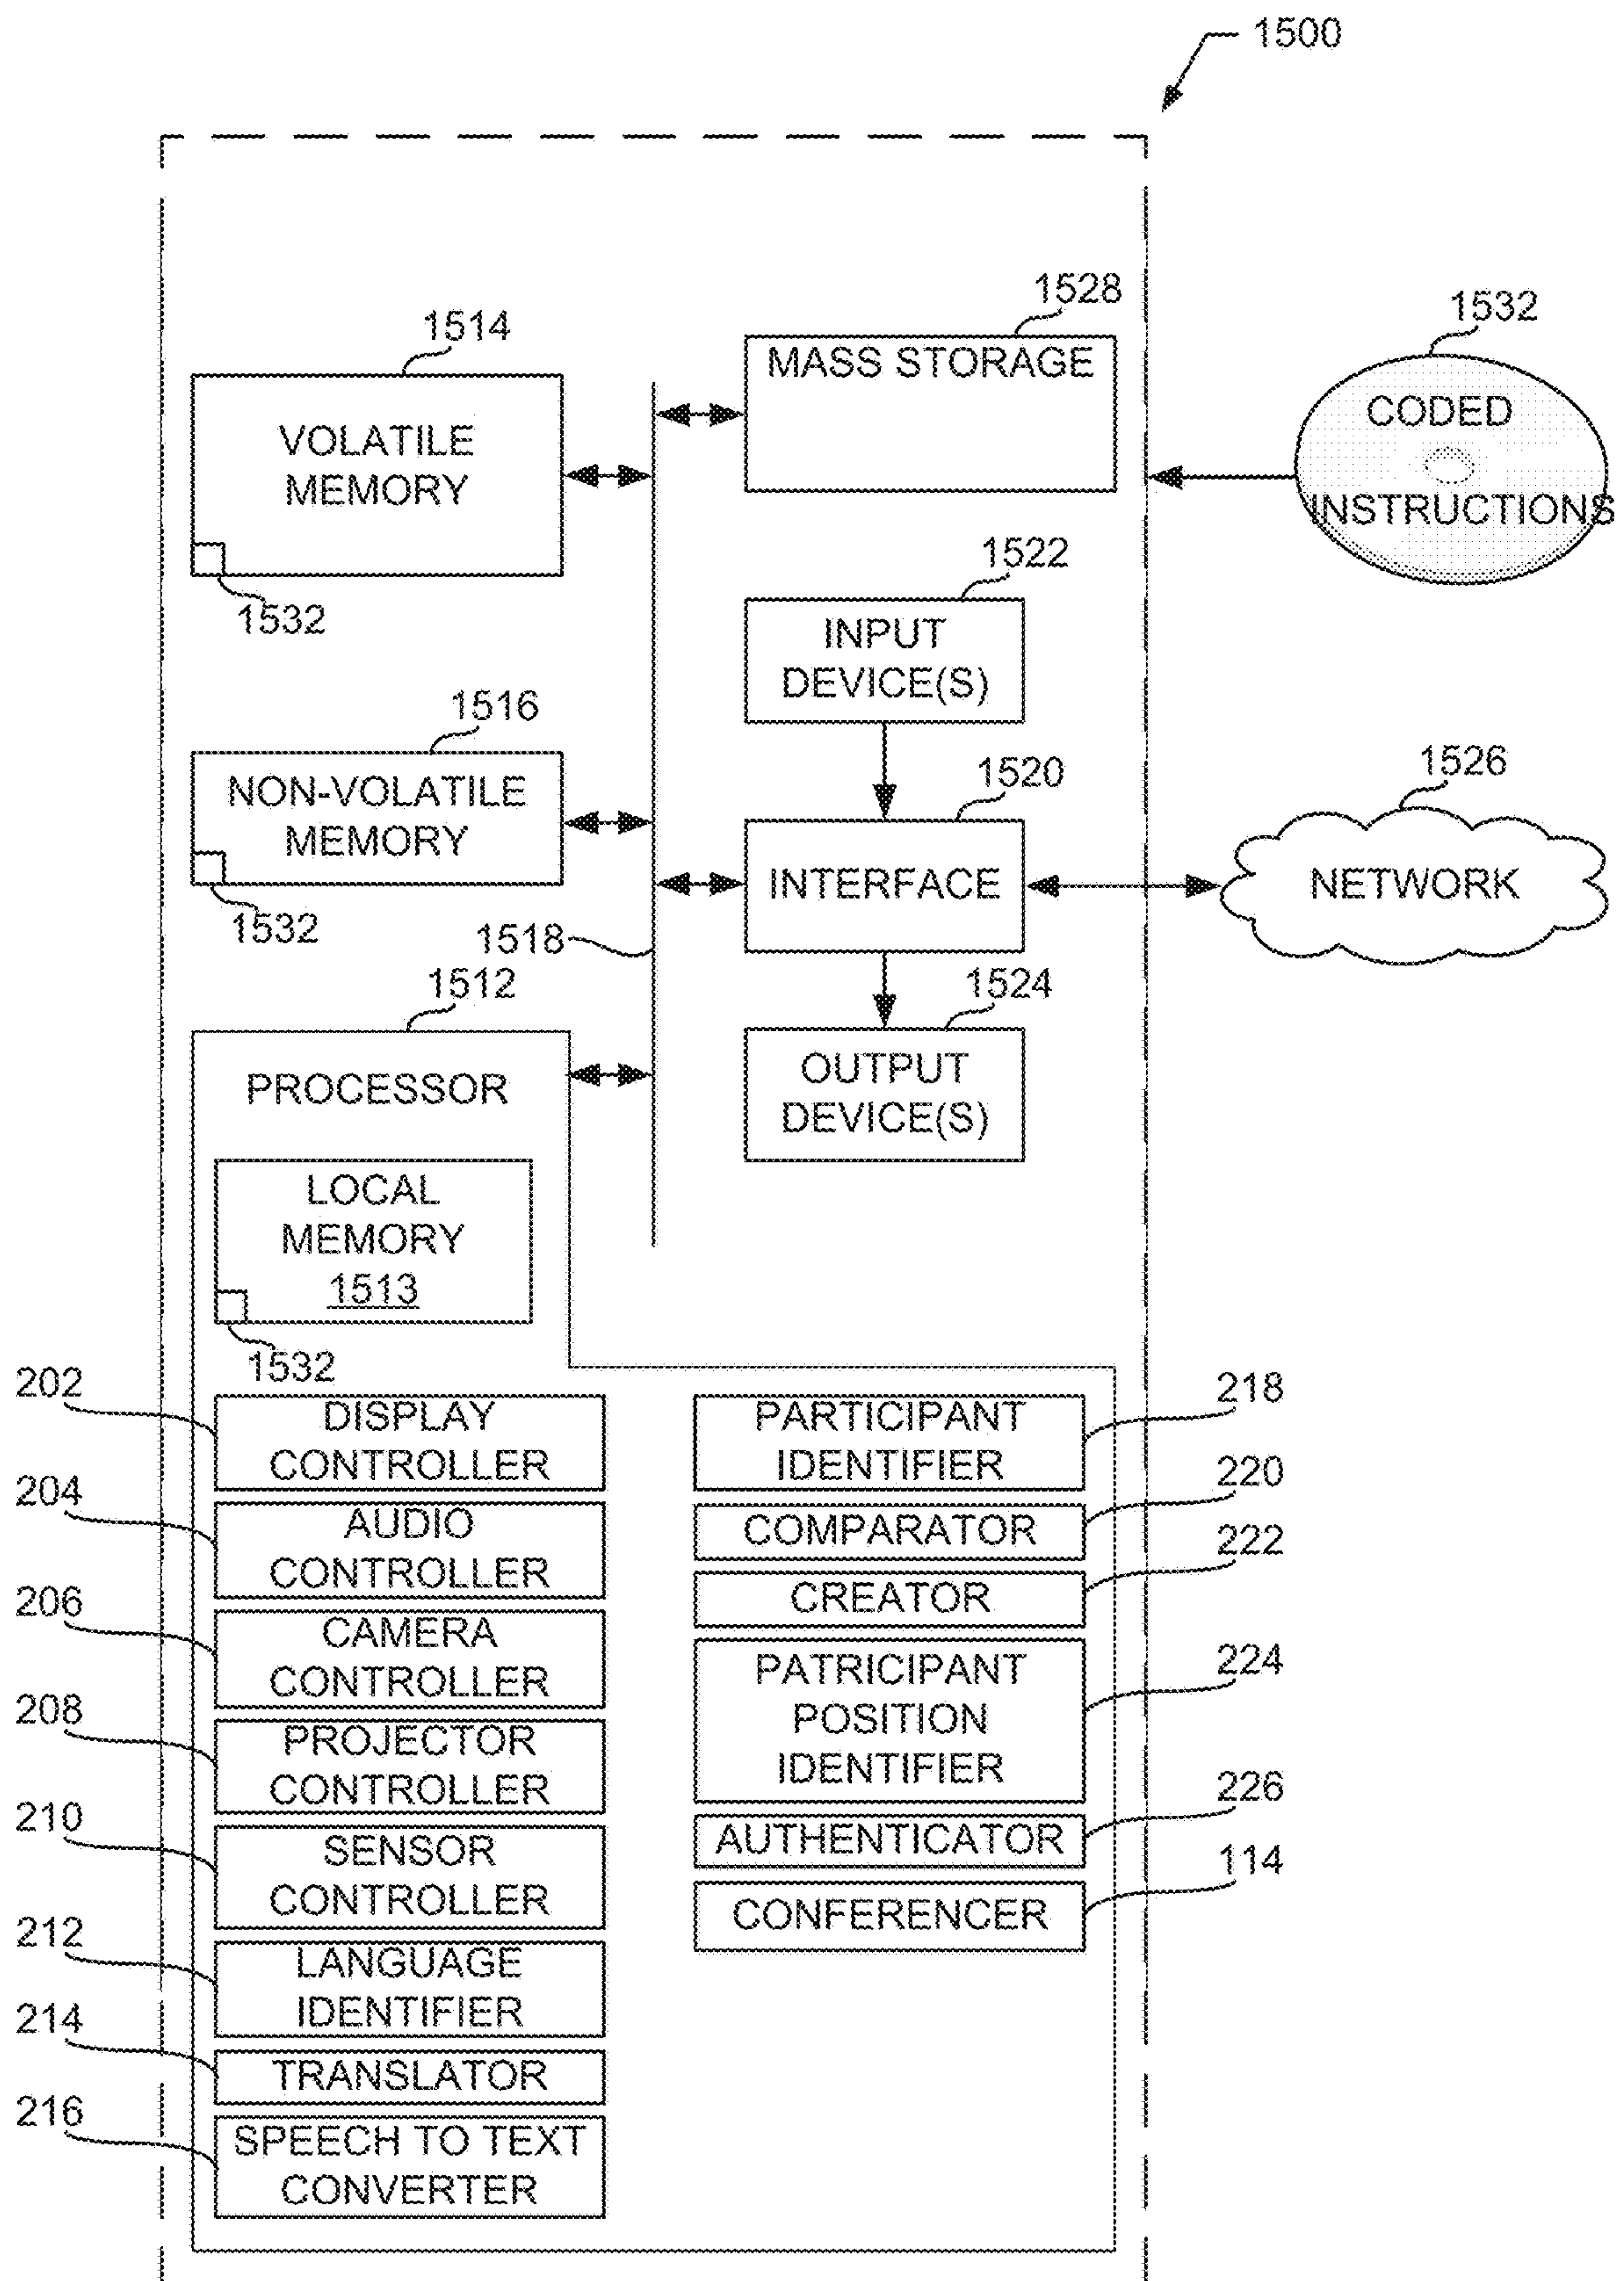 1500
1528
MASS STORAGE
1532
CODED
INSTRUCTIONS
1514
VOLATILE
MEMORY
1532
1522
INPUT
DEVICE(S)
1516
NON-VOLATILE
MEMORY
1532
1520
INTERFACE
1526
NETWORK
1518
1524
OUTPUT
DEVICE(S)
1512
PROCESSOR
LOCAL
MEMORY
1513
1532
202
DISPLAY
CONTROLLER
204
AUDIO
CONTROLLER
206
CAMERA
CONTROLLER
208
PROJECTOR
CONTROLLER
210
SENSOR
CONTROLLER
212
LANGUAGE
IDENTIFIER
214
TRANSLATOR
216
SPEECH TO TEXT
CONVERTER
PARTICIPANT
IDENTIFIER
218
COMPARATOR
220
CREATOR
222
PATRICIPANT
POSITION
IDENTIFIER
224
AUTHENTICATOR
226
CONFERENCER
114